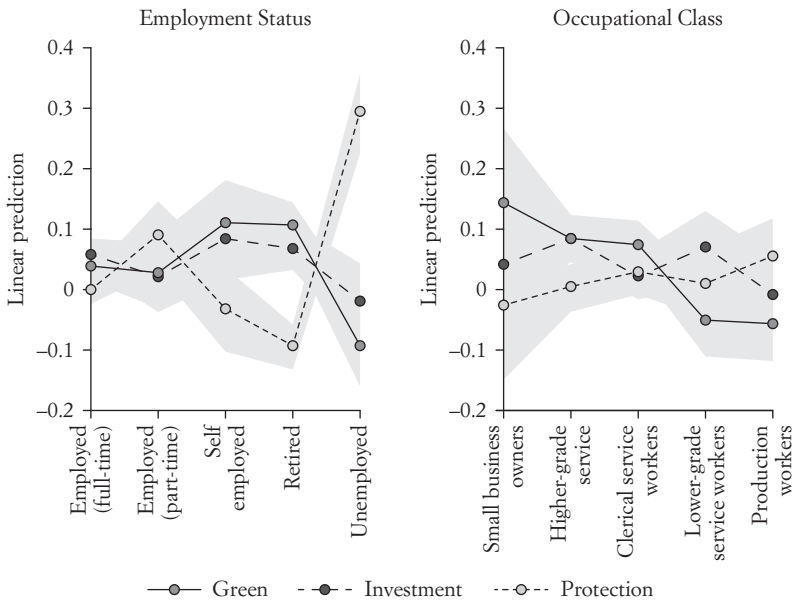 Employment Status
Linear prediction
0.4
0.3
0.2
0.1
0
–0.1
–0.2
Employed
(full-time)
Employed
(part-time)
Self
employed
Retired
Unemployed
Occupational Class
Linear prediction
0.4
0.3
0.2
0.1
0
–0.1
–0.2
Small business
owners
Higher-grade
service
Clerical service
workers
Lower-grade
service workers
Production
workers
Green
Investment
Protection